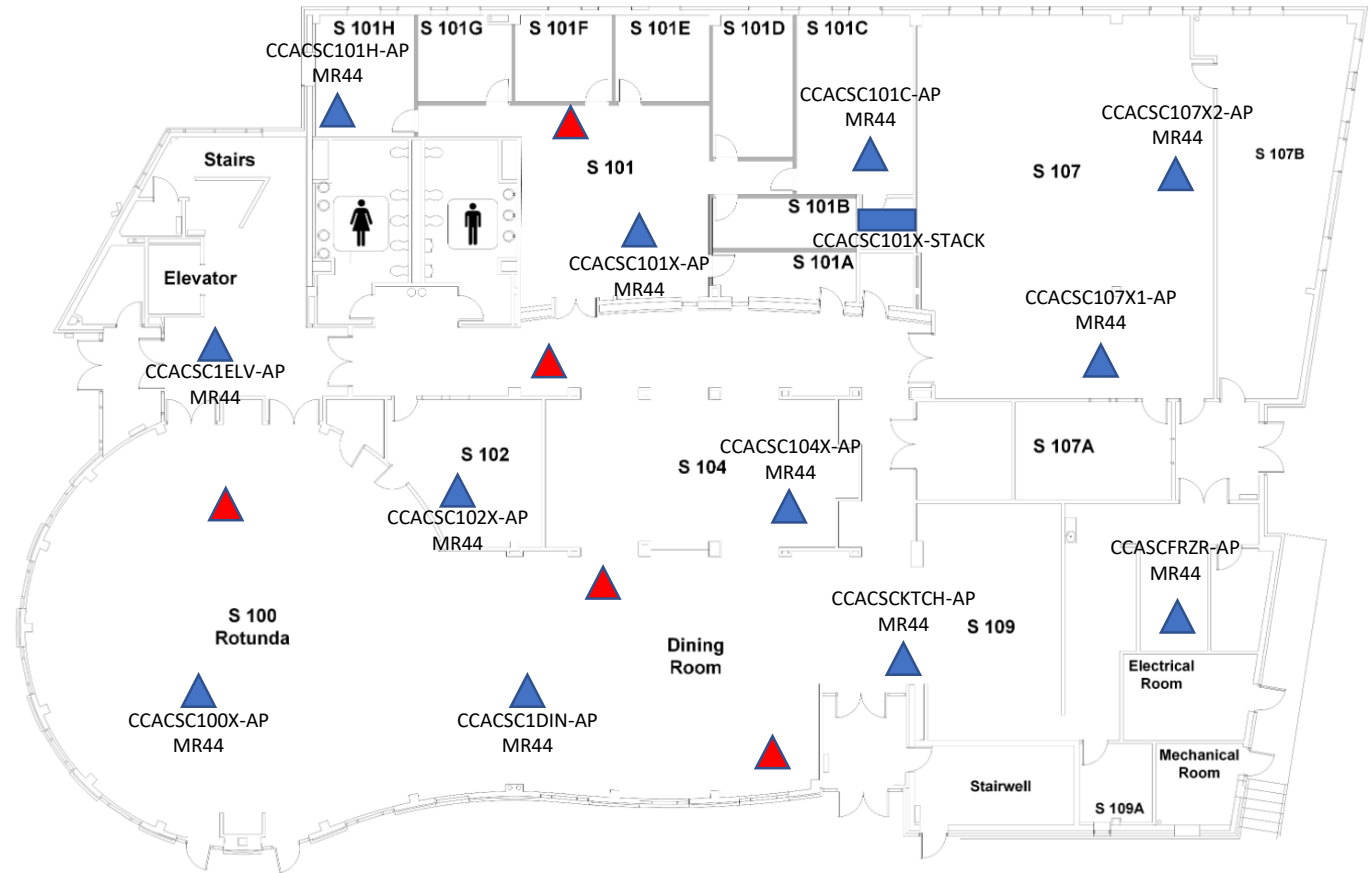 S 101H
S 101G
S 101F
S 101E
S 101D
S 101C
CCACSC101H-AP
MR44
CCACSC101C-AP
MR44
CCACSC107X2-AP
MR44
Stairs
S 101
S 107
S 107B
S 101B
CCACSC101X-STACK
CCACSC101X-AP
MR44
S 101A
Elevator
CCACSC107X1-AP
MR44
CCACSC1ELV-AP
MR44
S 102
CCACSC102X-AP
MR44
S 104
CCACSC104X-AP
MR44
S 107A
CCASCFRZR-AP
MR44
S 100
Rotunda
CCACSCKTCH-AP
MR44
S 109
Dining
Room
Electrical
Room
CCACSC100X-AP
MR44
CCACSC1DIN-AP
MR44
Mechanical
Room
Stairwell
S 109A